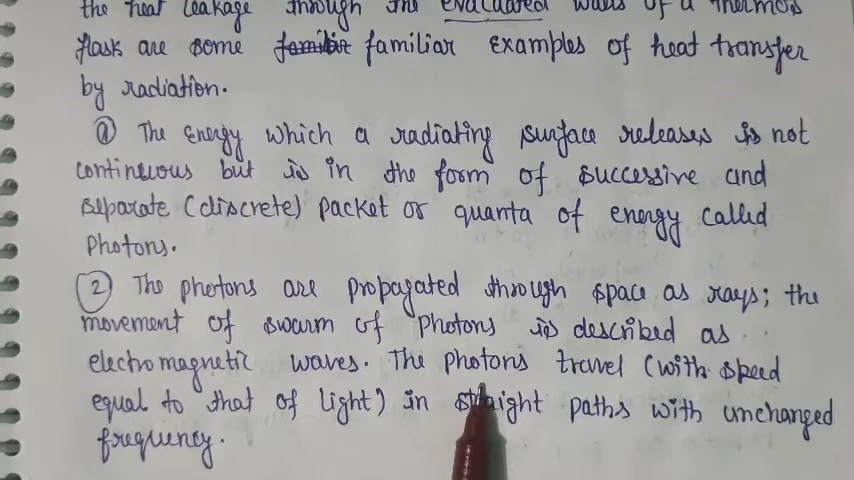 the heat leakage through the evacuated walls of a thermos
flask are some familiar familiar examples of heat transfer
by radiation.
① The Energy which a radiating surface releases is not
continuous but is in the form of successive and
separate (discrete) packet or quanta of energy called
Photons.
② The photons are propagated through space as rays; the
movement of swarm of Photons is described as
electromagnetic waves. The photons travel (with speed
equal to that of light) in straight paths with unchanged
frequency.